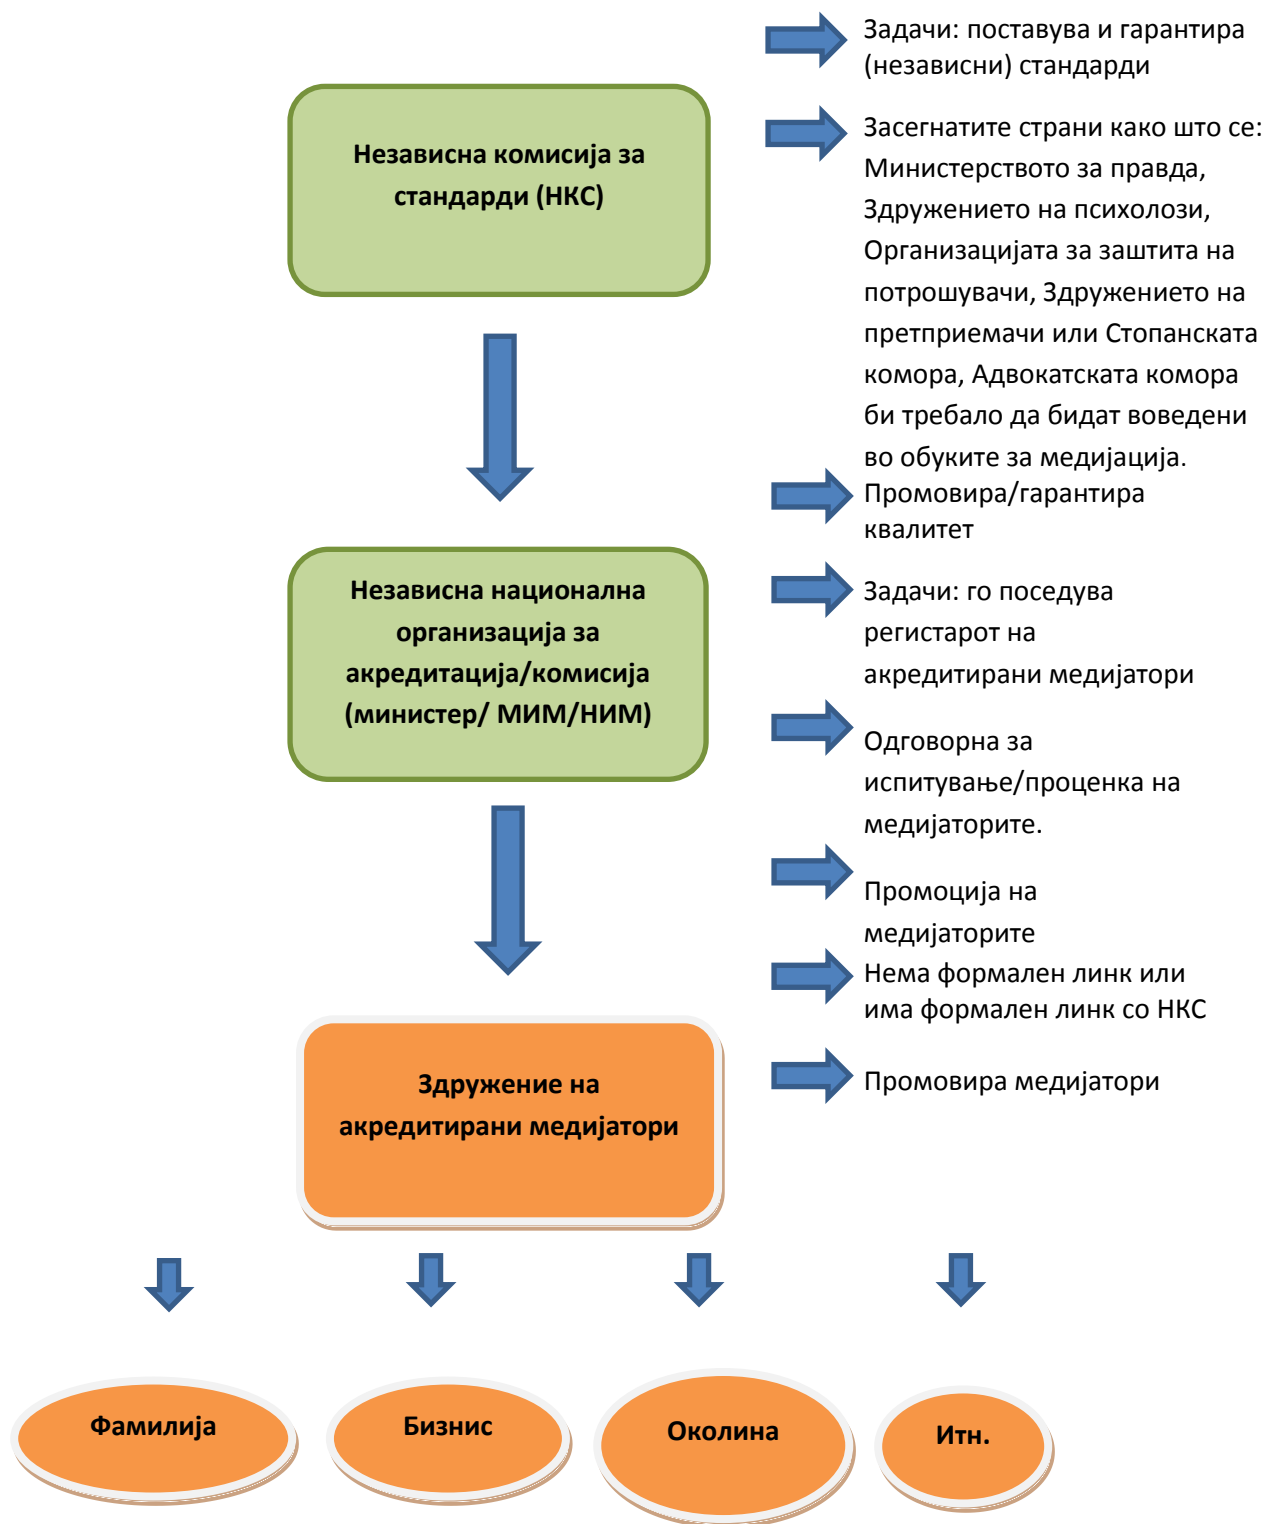 Задачи: поставува и гарантира
(независни) стандарди
Независна комисија за
стандарди (НКС)
Засегнатите страни како што се:
Министерството за правда,
Здружението на психолози,
Организацијата за заштита на
потрошувачи, Здружението на
претприемачи или Стопанската
комора, Адвокатската комора
би требало да бидат воведени
во обуките за медијација.
Промовира/гарантира
квалитет
Независна национална
организација за
акредитација/комисија
(министер/ МИМ/НИМ)
Задачи: го поседува
регистарот на
акредитирани медијатори
Одговорна за
испитување/проценка на
медијаторите.
Промоција на
медијаторите
Нема формален линк или
има формален линк со НКС
Здружение на
акредитирани медијатори
Промовира медијатори
Фамилија
Бизнис
Околина
Итн.